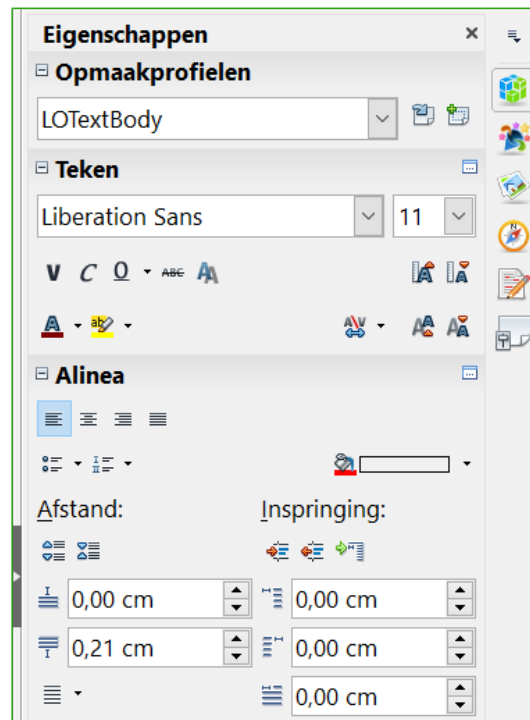 Eigenschappen
Opmaakprofielen
LOTextBody
Teken
Liberation Sans 11
V C O ABC
Alinea
Afstand: Inspringing:
0,00 cm 0,00 cm
0,21 cm 0,00 cm
0,00 cm